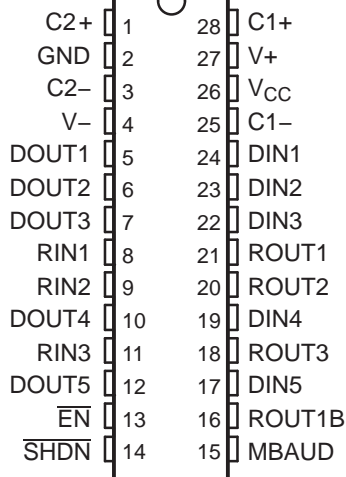 C2+ 1 28 C1+
GND 2 27 V+
C2− 3 26 VCC
V− 4 25 C1−
DOUT1 5 24 DIN1
DOUT2 6 23 DIN2
DOUT3 7 22 DIN3
RIN1 8 21 ROUT1
RIN2 9 20 ROUT2
DOUT4 10 19 DIN4
RIN3 11 18 ROUT3
DOUT5 12 17 DIN5
E̅N̅ 13 16 ROUT1B
S̅H̅D̅N̅ 14 15 MBAUD